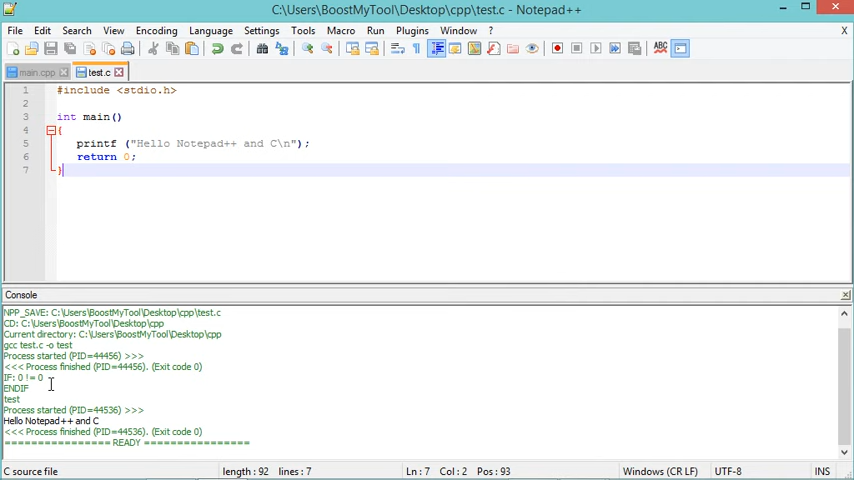 C:\Users\BoostMyTool\Desktop\cpp\test.c - Notepad++
File Edit Search View Encoding Language Settings Tools Macro Run Plugins Window ? X
ABC
main.cpp test.c
1 #include <stdio.h>
2
3 int main()
4 {
5 printf ("Hello Notepad++ and C\n");
6 return 0;
7 }
Console
NPP_SAVE: C:\Users\BoostMyTool\Desktop\cpp\test.c
CD: C:\Users\BoostMyTool\Desktop\cpp
Current directory: C:\Users\BoostMyTool\Desktop\cpp
gcc test.c -o test
Process started (PID=44456) >>>
<<< Process finished (PID=44456). (Exit code 0)
IF: 0 != 0
ENDIF
test
Process started (PID=44536) >>>
Hello Notepad++ and C
<<< Process finished (PID=44536). (Exit code 0)
================ READY ================
C source file length : 92 lines : 7 Ln : 7 Col : 2 Pos : 93 Windows (CR LF) UTF-8 INS